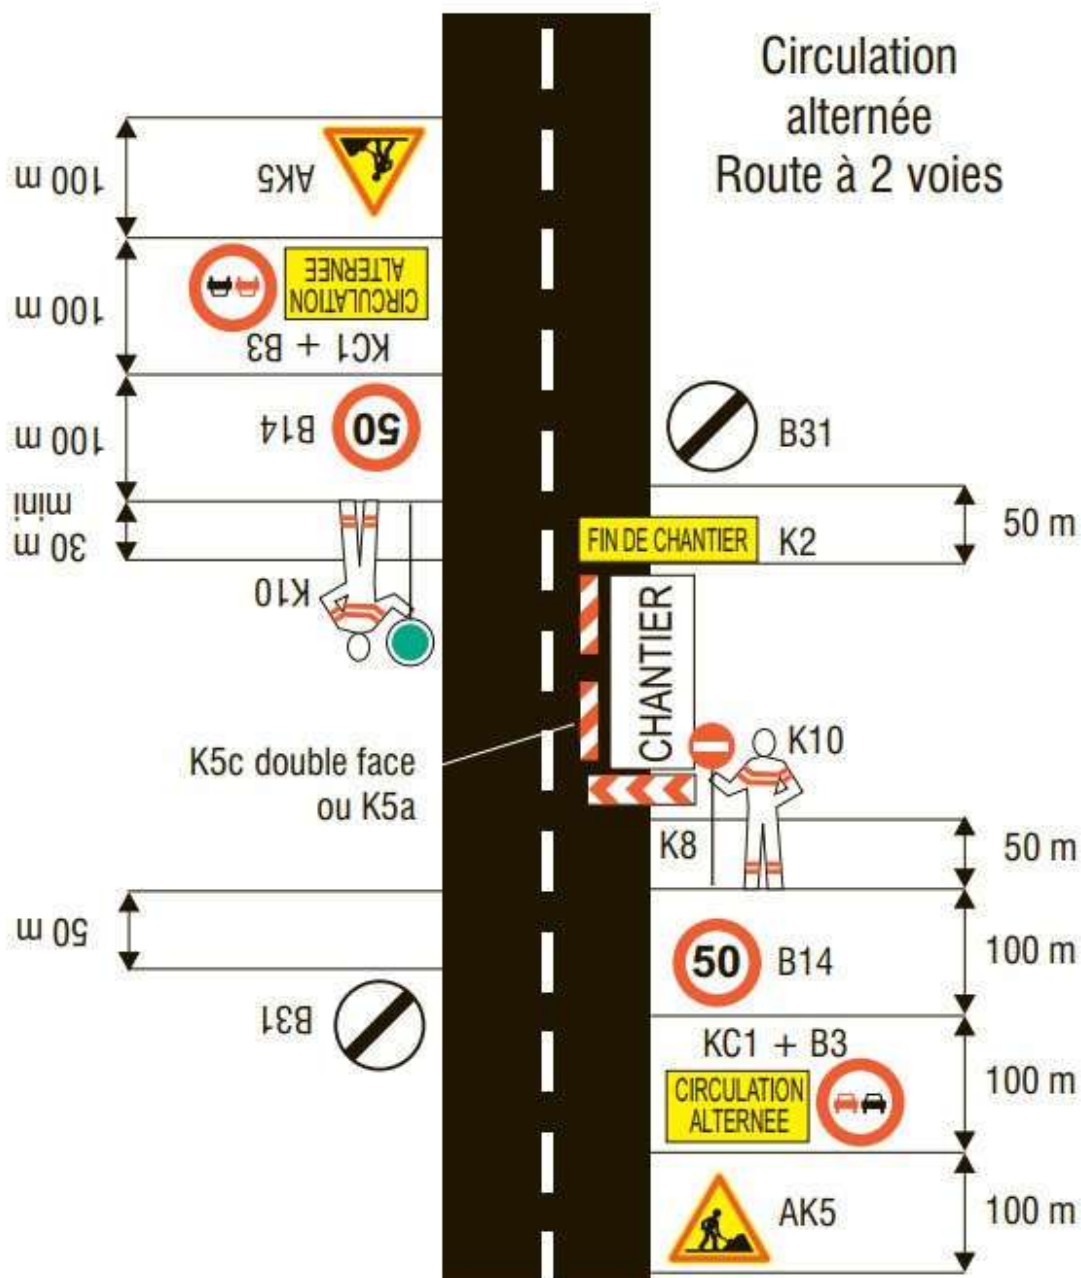 Circulation
alternée
Route à 2 voies
100 m
AK5
100 m
CIRCULATION
ALTERNEE
KC1 + B3
100 m
B14
50
30 m
mini
K10
B31
50 m
FIN DE CHANTIER
K2
CHANTIER
K10
K5c double face
ou K5a
K8
50 m
50 m
B31
50
B14
100 m
KC1 + B3
CIRCULATION
ALTERNEE
100 m
AK5
100 m